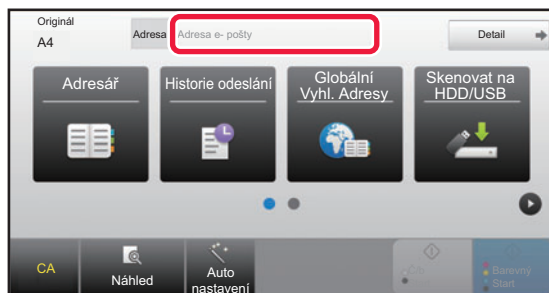 Originál
A4
Adresa
Adresa e- pošty
Detail
Adresář
Historie odeslání
Globální
Vyhl. Adresy
Skenovat na
HDD/USB
CA
Náhled
Auto
nastavení
Barevný
Start